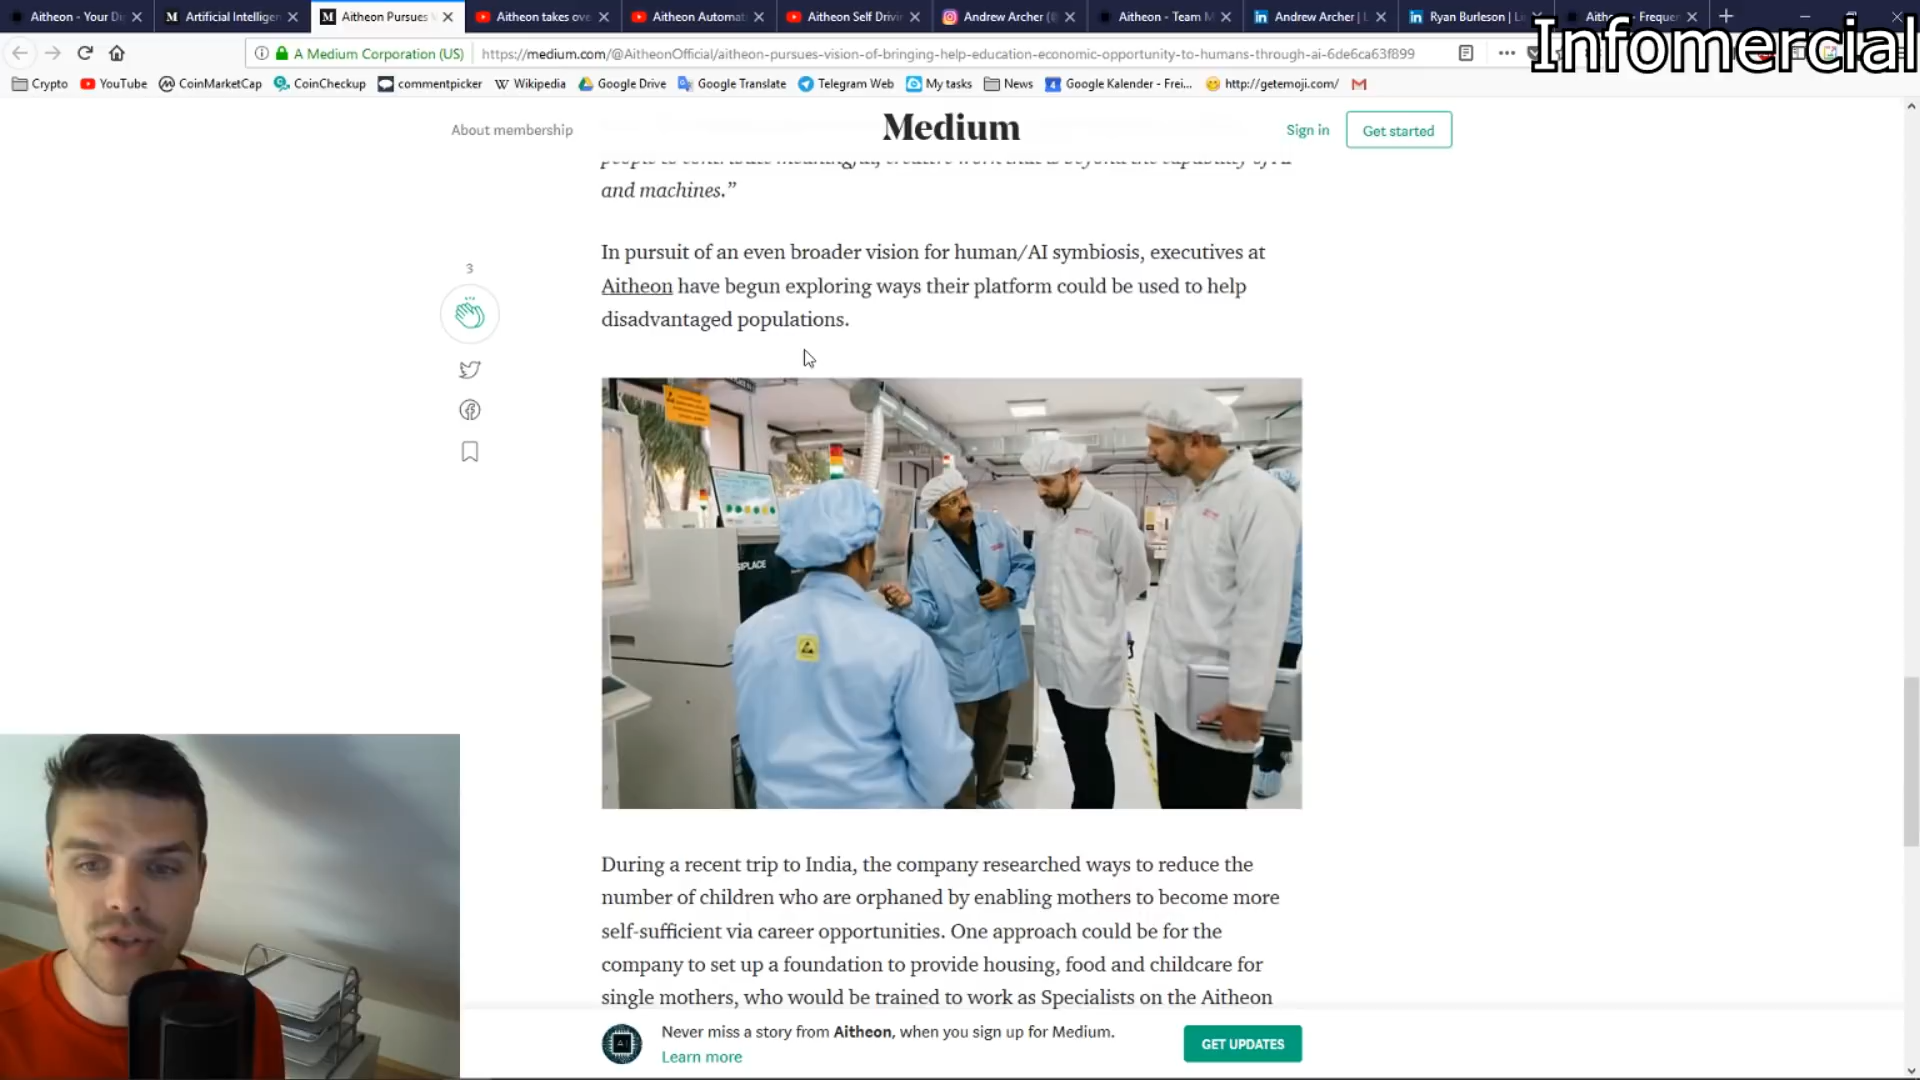 Aitheon - Your Di
Artificial Intelligen
Aitheon Pursues
Aitheon takes ove
Aitheon Automat
Aitheon Self Drivi
Andrew Archer (
Aitheon - Team M
Andrew Archer | L
Ryan Burleson | Li
Aith
Frequen
Infomercial
A Medium Corporation (US)
https://medium.com/@AitheonOfficial/aitheon-pursues-vision-of-bringing-help-education-economic-opportunity-to-humans-through-ai-6de6ca63f899
Crypto
YouTube
CoinMarketCap
CoinCheckup
commentpicker
Wikipedia
Google Drive
Google Translate
Telegram Web
My tasks
News
Google Kalender - Frei...
http://getemoji.com/
About membership
Medium
Sign in
Get started
people to contribute meaningful, creative work that is beyond the capability of AI
and machines.”
In pursuit of an even broader vision for human/AI symbiosis, executives at
Aitheon have begun exploring ways their platform could be used to help
disadvantaged populations.
3
SIPLACE
During a recent trip to India, the company researched ways to reduce the
number of children who are orphaned by enabling mothers to become more
self-sufficient via career opportunities. One approach could be for the
company to set up a foundation to provide housing, food and childcare for
single mothers, who would be trained to work as Specialists on the Aitheon
AI
Never miss a story from Aitheon, when you sign up for Medium.
Learn more
GET UPDATES